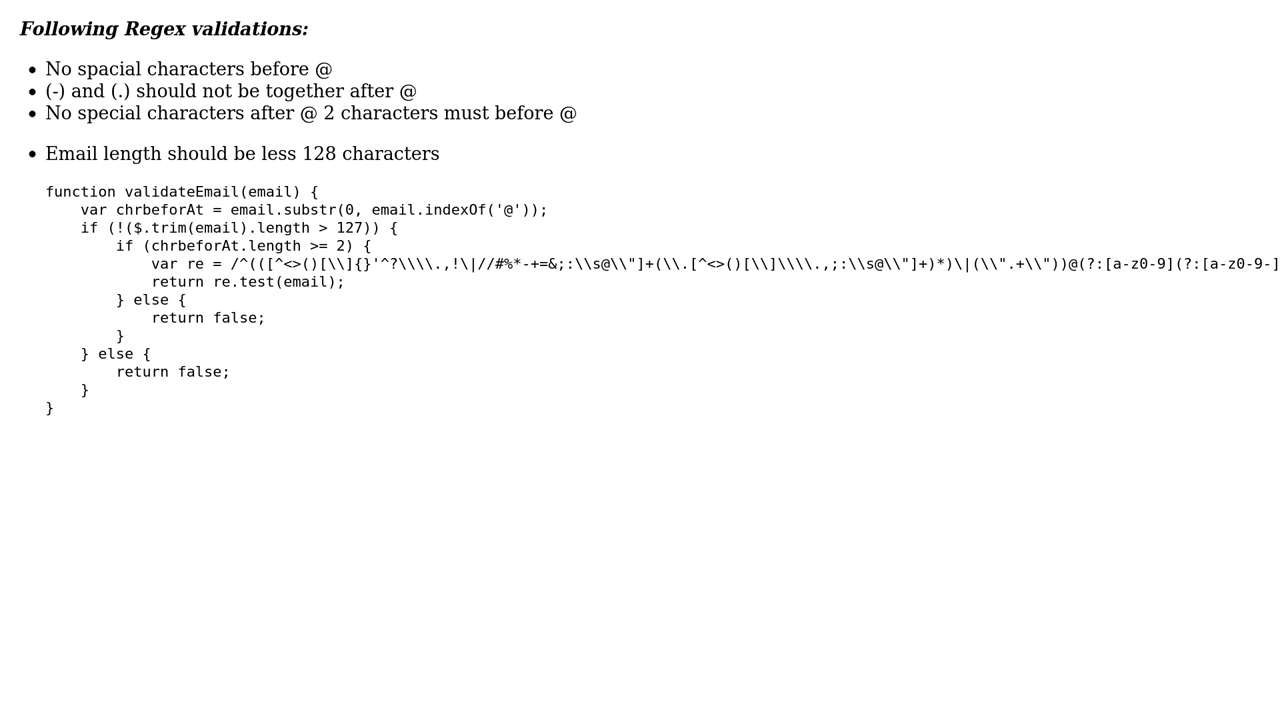 Following Regex validations:
No spacial characters before @
(-) and (.) should not be together after @
No special characters after @ 2 characters must before @
Email length should be less 128 characters
function validateEmail(email) {
    var chrbeforAt = email.substr(0, email.indexOf('@'));
    if (!($.trim(email).length > 127)) {
        if (chrbeforAt.length >= 2) {
            var re = /^(([^<>()[\\]{}'^?\\\\.,!\|//#%*-+=&;:\\s@\\"]+(\\.[^<>()[\\]\\\\.,;:\\s@\\"]+)*)\|(\\".+\\"))@(?:[a-z0-9](?:[a-z0-9-]
            return re.test(email);
        } else {
            return false;
        }
    } else {
        return false;
    }
}